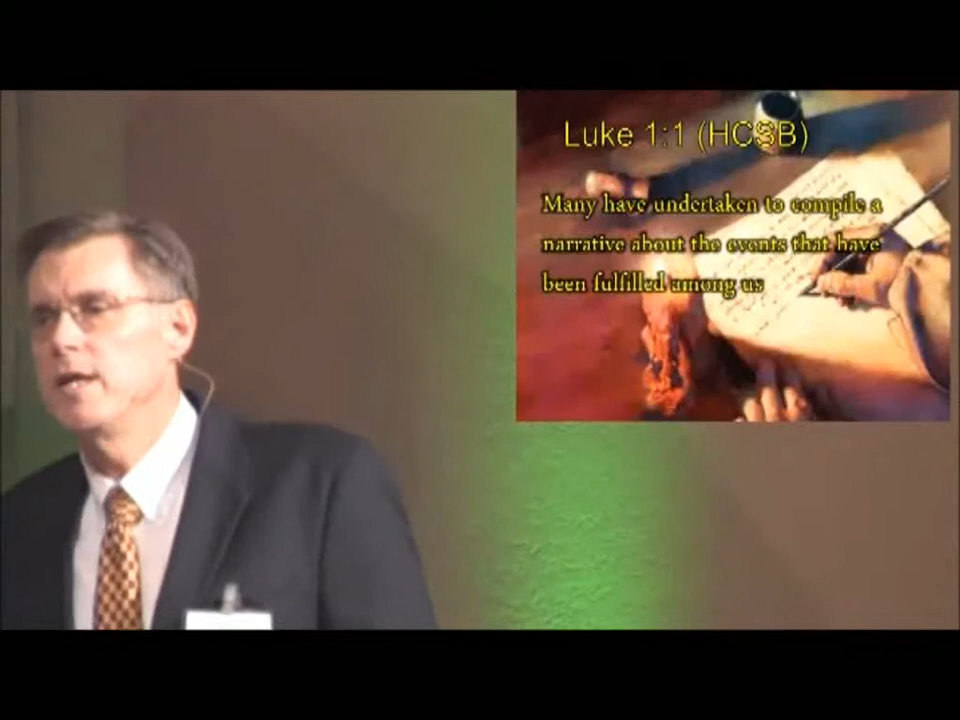 Luke 1:1 (HCSB)
Many have undertaken to compile a
narrative about the events that have
been fulfilled among us